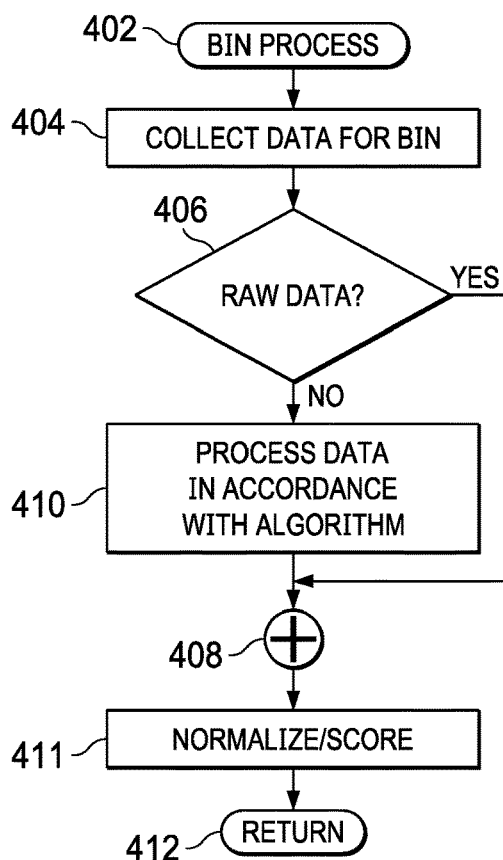 402
BIN PROCESS
404
COLLECT DATA FOR BIN
406
RAW DATA?
YES
NO
410
PROCESS DATA
IN ACCORDANCE
WITH ALGORITHM
408
411
NORMALIZE/SCORE
412
RETURN